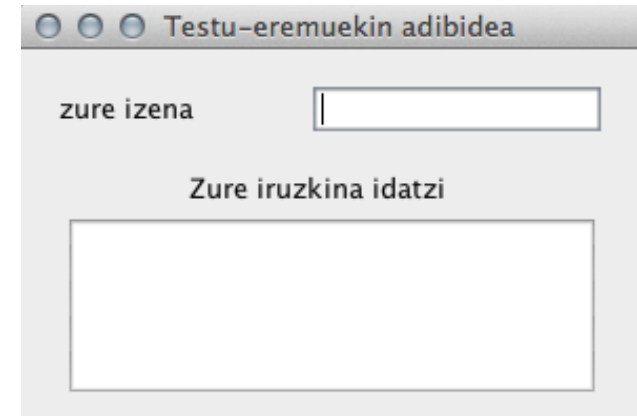 Testu-eremuekin adibidea
zure izena
Zure iruzkina idatzi